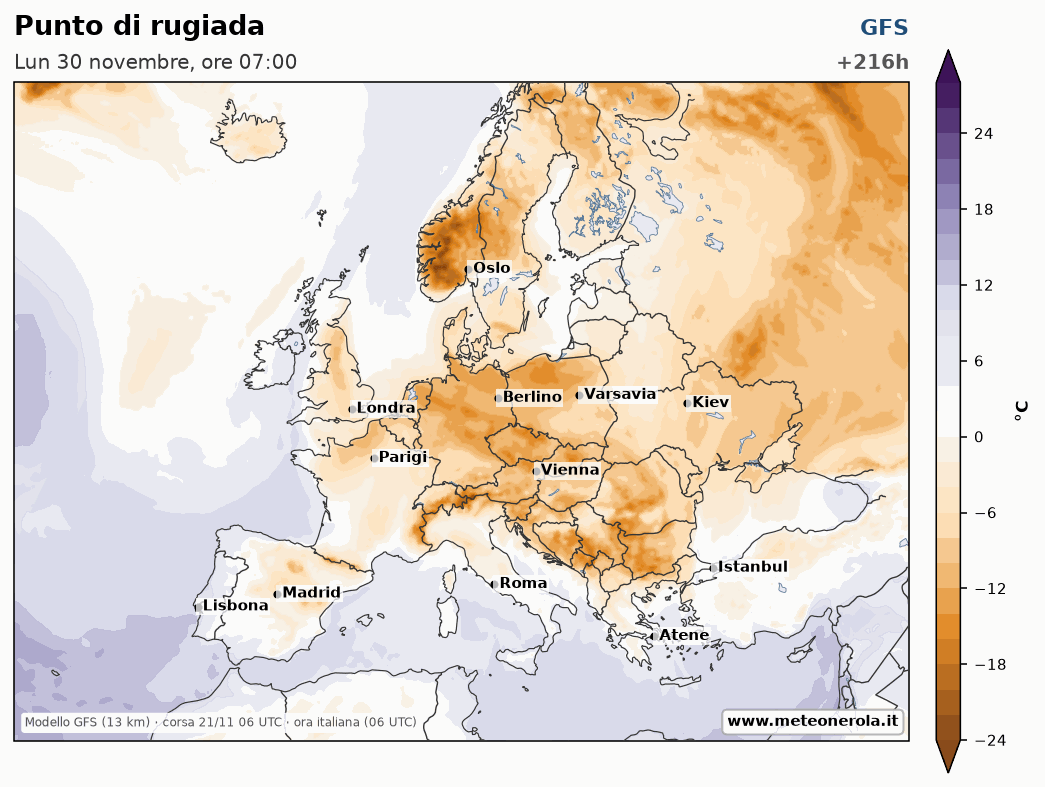 Punto di rugiada
GFS
Lun 30 novembre, ore 07:00
+216h
Oslo
Londra
Berlino
Varsavia
Kiev
Parigi
Vienna
Istanbul
Madrid
Roma
Lisbona
Atene
24
18
12
6
0
−6
−12
−18
−24
°C
Modello GFS (13 km) · corsa 21/11 06 UTC · ora italiana (06 UTC)
www.meteonerola.it